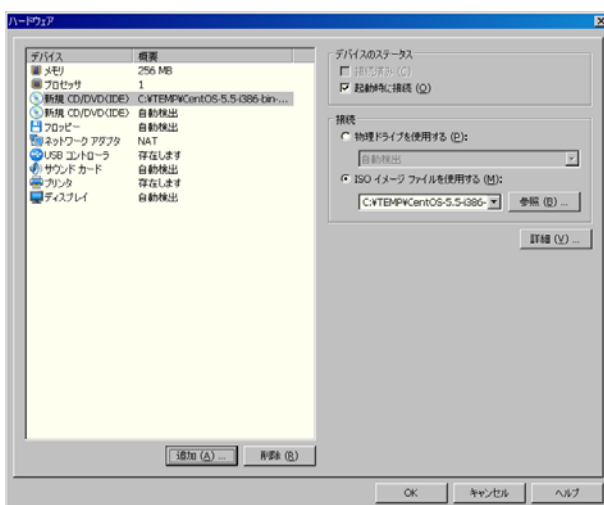 ハードウェア
デバイス 概要
メモリ 256 MB
プロセッサ 1
新規 CD/DVD(IDE) C:¥TEMP¥CentOS-5.5-i386-bin-...
新規 CD/DVD(IDE) 自動検出
フロッピー 自動検出
ネットワーク アダプタ NAT
USB コントローラ 存在します
サウンド カード 自動検出
プリンタ 存在します
ディスプレイ 自動検出
追加 (A) ...
削除 (R)
デバイスのステータス
接続済み (C)
起動時に接続 (O)
接続
物理ドライブを使用する (P):
自動検出
ISO イメージ ファイルを使用する (M):
C:¥TEMP¥CentOS-5.5-i386-
参照 (B) ...
詳細 (V) ...
OK
キャンセル
ヘルプ